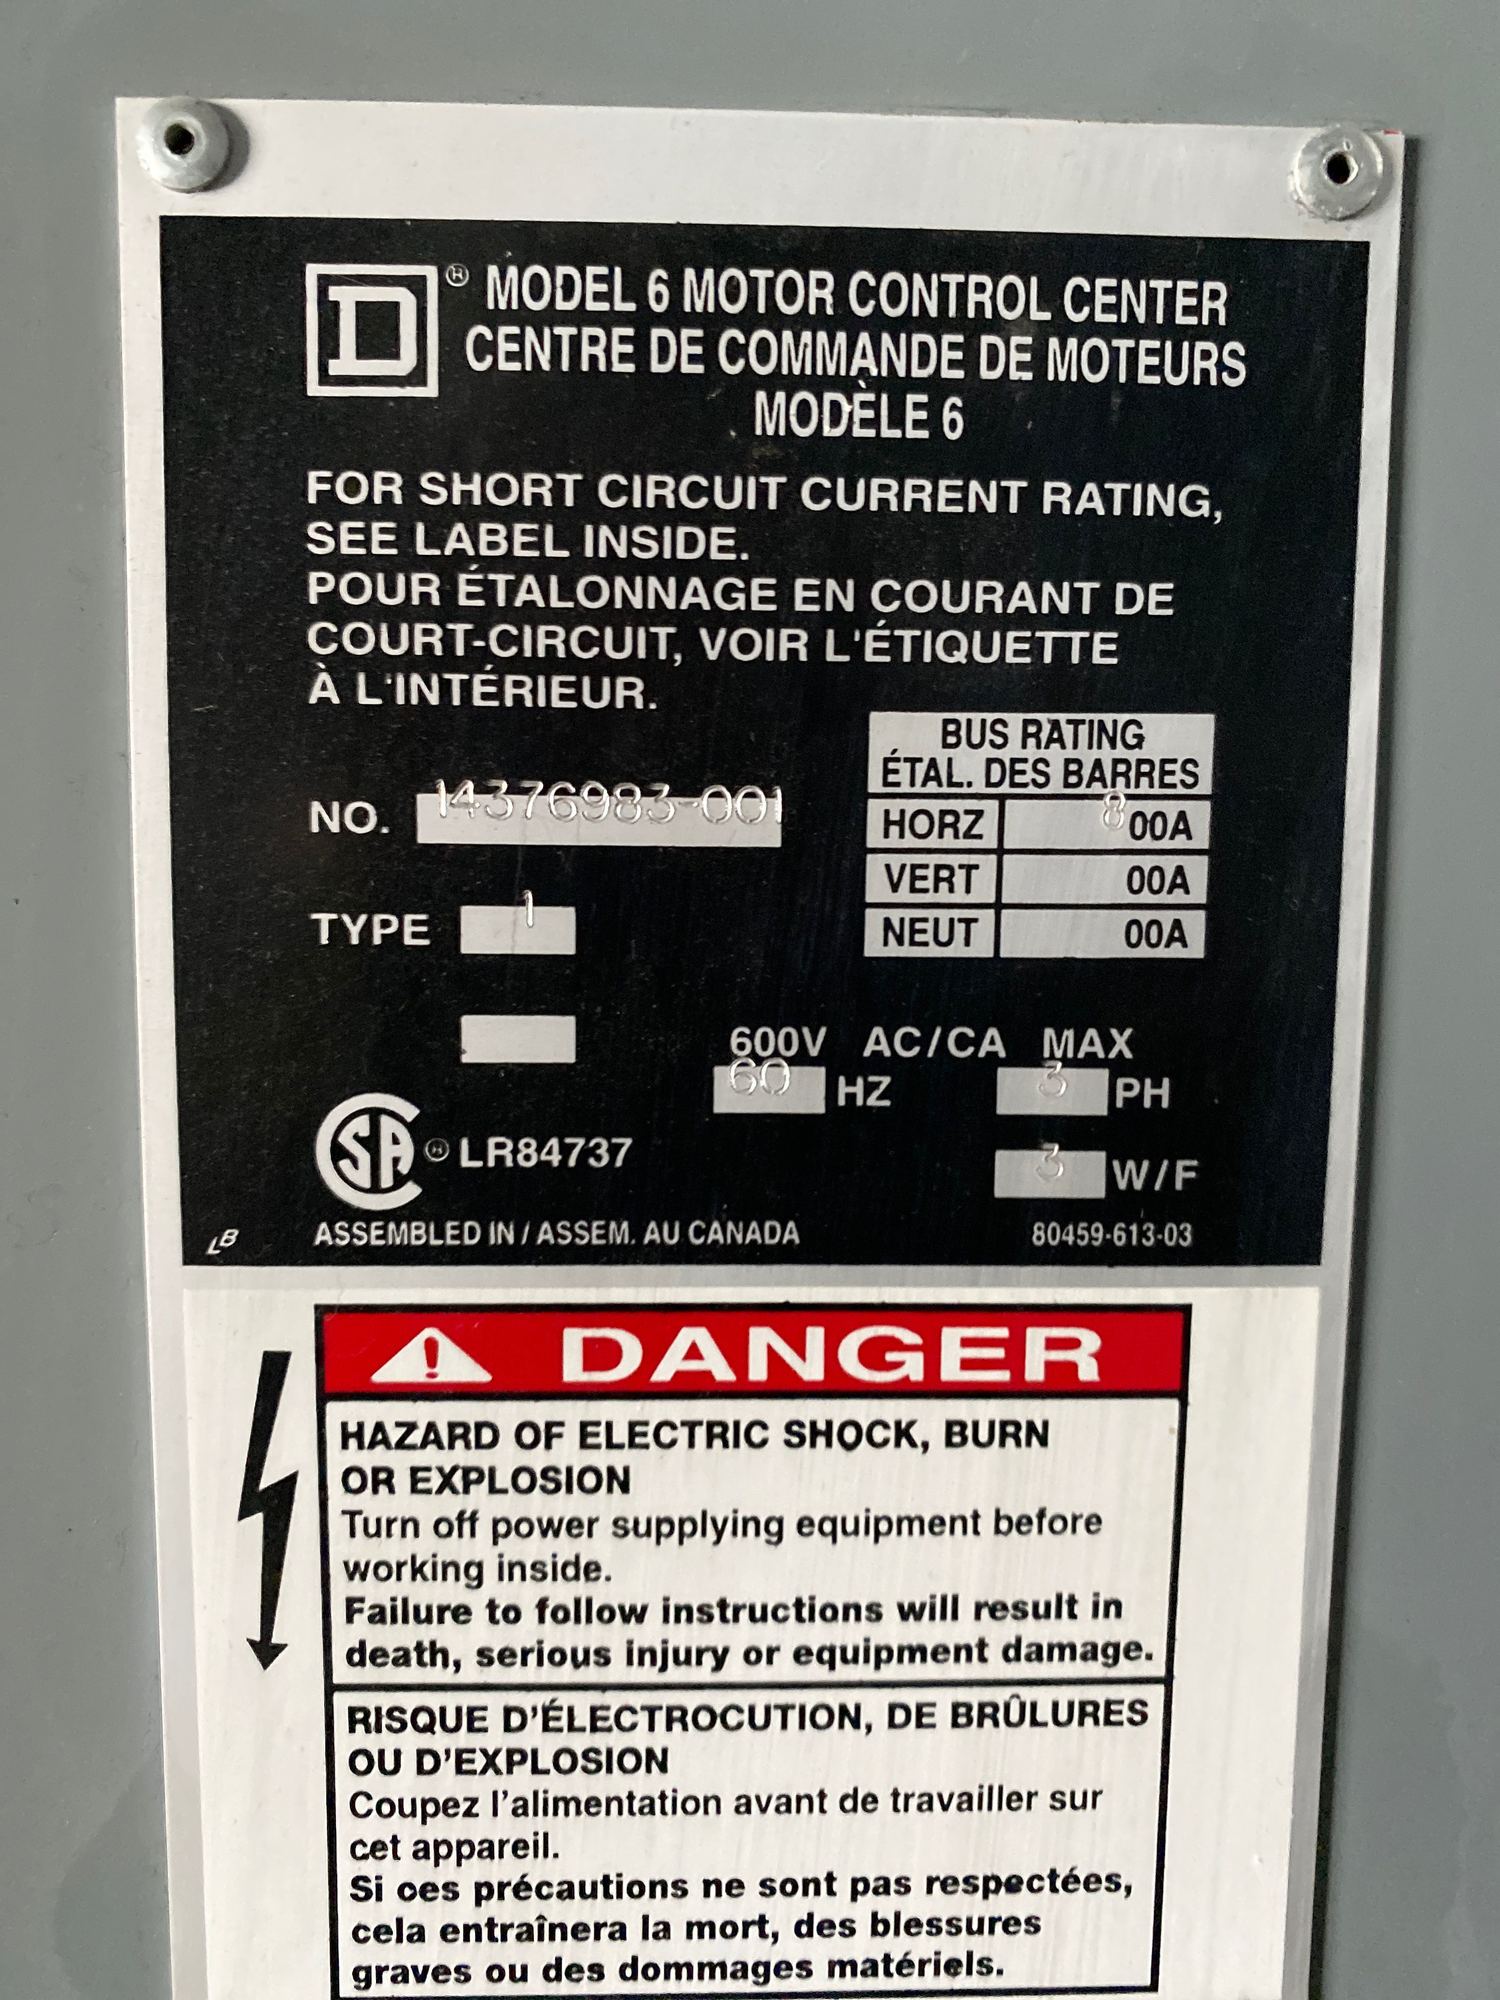 D® MODEL 6 MOTOR CONTROL CENTER
CENTRE DE COMMANDE DE MOTEURS
MODÈLE 6
FOR SHORT CIRCUIT CURRENT RATING,
SEE LABEL INSIDE.
POUR ÉTALONNAGE EN COURANT DE
COURT-CIRCUIT, VOIR L'ÉTIQUETTE
À L'INTÉRIEUR.
BUS RATING
ÉTAL. DES BARRES
NO. 14376983-001
HORZ 800A
VERT 00A
TYPE 1
NEUT 00A
600V AC/CA MAX
60 HZ 3 PH
CSA ® LR84737
3 W/F
LB ASSEMBLED IN / ASSEM. AU CANADA 80459-613-03
DANGER
HAZARD OF ELECTRIC SHOCK, BURN
OR EXPLOSION
Turn off power supplying equipment before
working inside.
Failure to follow instructions will result in
death, serious injury or equipment damage.
RISQUE D'ÉLECTROCUTION, DE BRÛLURES
OU D'EXPLOSION
Coupez l'alimentation avant de travailler sur
cet appareil.
Si ces précautions ne sont pas respectées,
cela entraînera la mort, des blessures
graves ou des dommages matériels.